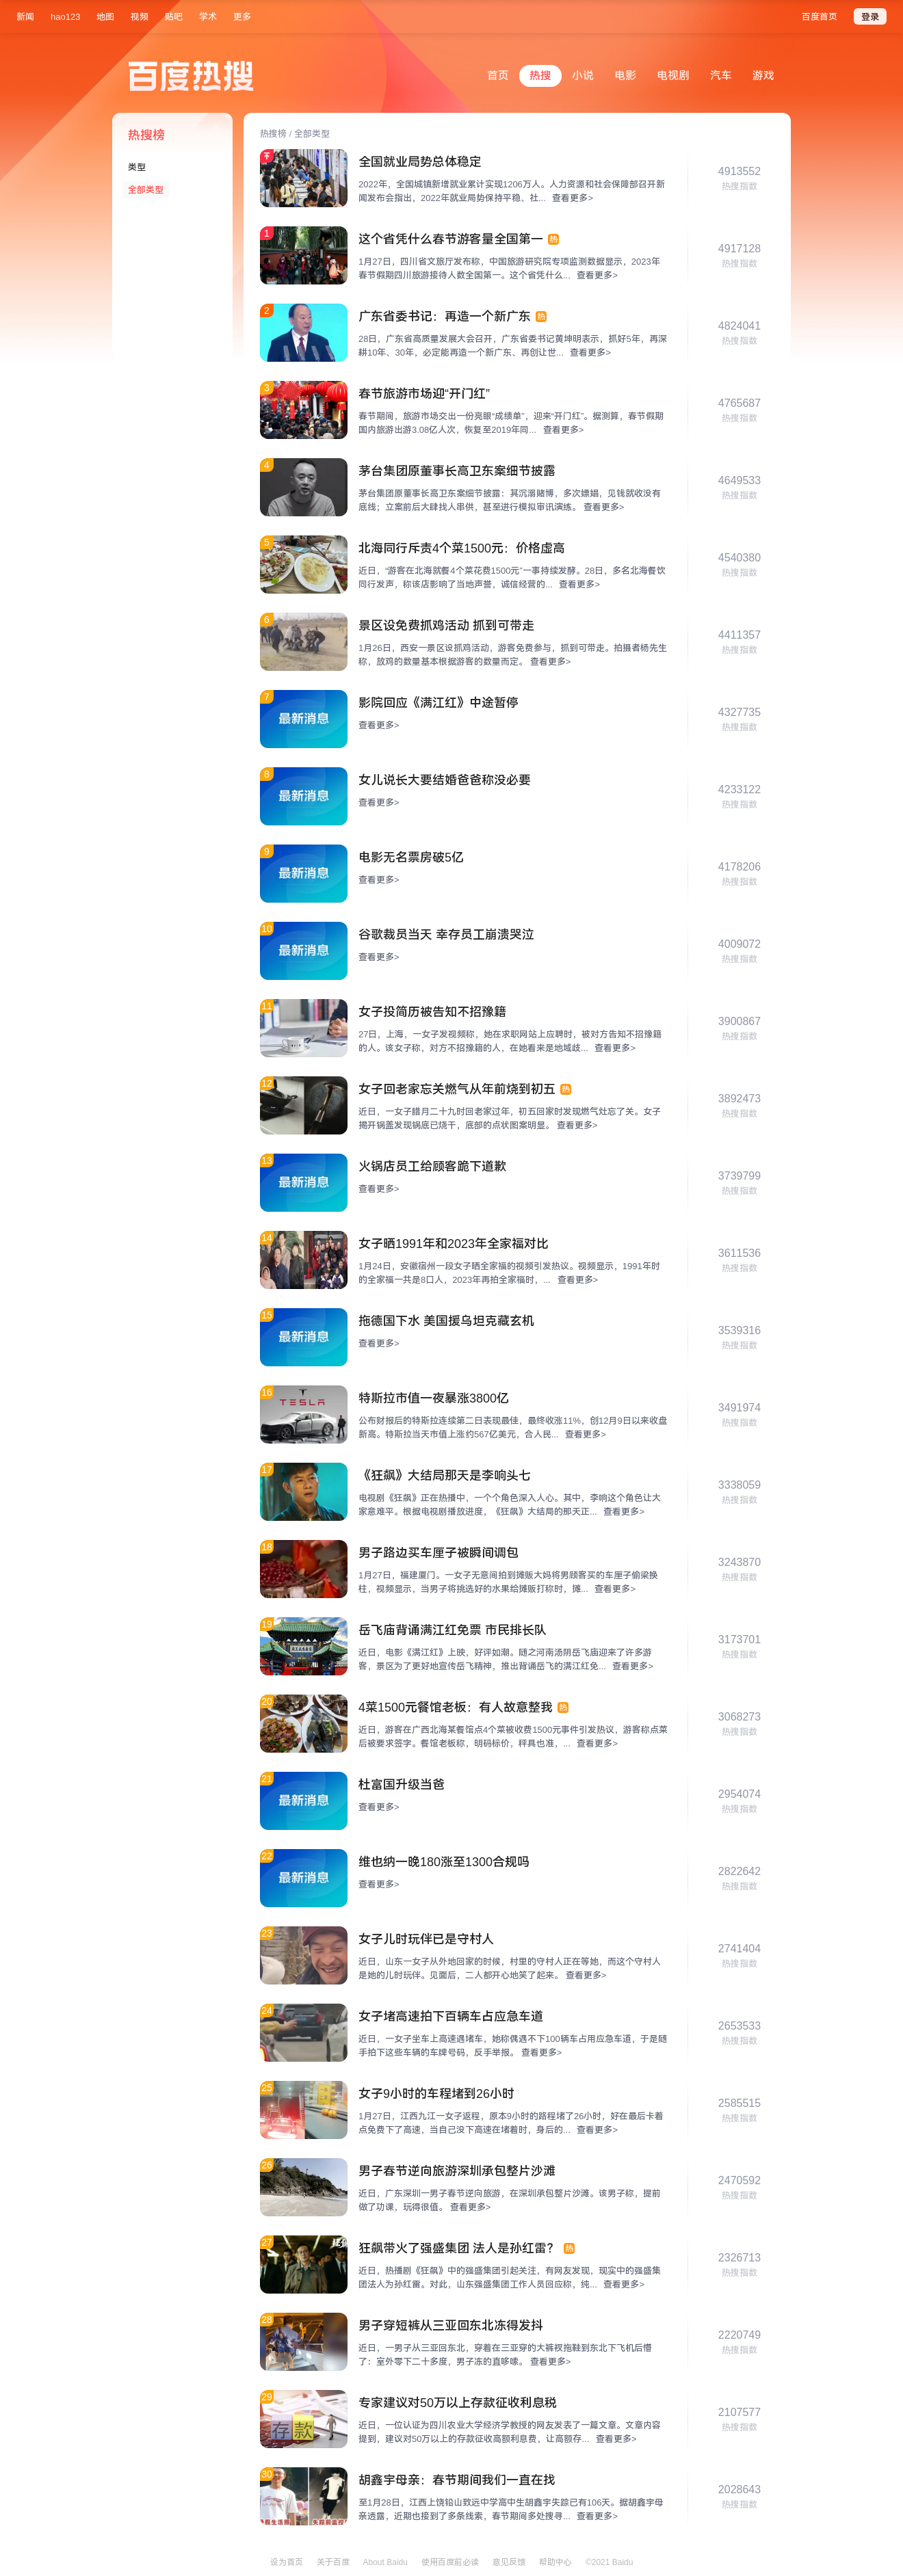 新闻 hao123 地图 视频 贴吧 学术 更多 百度首页 登录
百度热搜
首页 热搜 小说 电影 电视剧 汽车 游戏
热搜榜
类型
全部类型
热搜榜 / 全部类型
全国就业局势总体稳定
2022年，全国城镇新增就业累计实现1206万人。人力资源和社会保障部召开新
闻发布会指出，2022年就业局势保持平稳、社... 查看更多>
4913552
热搜指数
1
这个省凭什么春节游客量全国第一 热
1月27日，四川省文旅厅发布称，中国旅游研究院专项监测数据显示，2023年
春节假期四川旅游接待人数全国第一。这个省凭什么... 查看更多>
4917128
热搜指数
2
广东省委书记：再造一个新广东 热
28日，广东省高质量发展大会召开，广东省委书记黄坤明表示，抓好5年，再深
耕10年、30年，必定能再造一个新广东、再创让世... 查看更多>
4824041
热搜指数
3
春节旅游市场迎“开门红”
春节期间，旅游市场交出一份亮眼“成绩单”，迎来“开门红”。据测算，春节假期
国内旅游出游3.08亿人次，恢复至2019年同... 查看更多>
4765687
热搜指数
4
茅台集团原董事长高卫东案细节披露
茅台集团原董事长高卫东案细节披露：其沉溺赌博，多次嫖娼，见钱就收没有
底线；立案前后大肆找人串供，甚至进行模拟审讯演练。 查看更多>
4649533
热搜指数
5
北海同行斥责4个菜1500元：价格虚高
近日，“游客在北海就餐4个菜花费1500元”一事持续发酵。28日，多名北海餐饮
同行发声，称该店影响了当地声誉，诚信经营的... 查看更多>
4540380
热搜指数
6
景区设免费抓鸡活动 抓到可带走
1月26日，西安一景区设抓鸡活动，游客免费参与，抓到可带走。拍摄者杨先生
称，放鸡的数量基本根据游客的数量而定。 查看更多>
4411357
热搜指数
7
最新消息
影院回应《满江红》中途暂停
查看更多>
4327735
热搜指数
8
最新消息
女儿说长大要结婚爸爸称没必要
查看更多>
4233122
热搜指数
9
最新消息
电影无名票房破5亿
查看更多>
4178206
热搜指数
10
最新消息
谷歌裁员当天 幸存员工崩溃哭泣
查看更多>
4009072
热搜指数
11
女子投简历被告知不招豫籍
27日，上海，一女子发视频称，她在求职网站上应聘时，被对方告知不招豫籍
的人。该女子称，对方不招豫籍的人，在她看来是地域歧... 查看更多>
3900867
热搜指数
12
女子回老家忘关燃气从年前烧到初五 热
近日，一女子腊月二十九时回老家过年，初五回家时发现燃气灶忘了关。女子
揭开锅盖发现锅底已烧干，底部的点状图案明显。 查看更多>
3892473
热搜指数
13
最新消息
火锅店员工给顾客跪下道歉
查看更多>
3739799
热搜指数
14
女子晒1991年和2023年全家福对比
1月24日，安徽宿州一段女子晒全家福的视频引发热议。视频显示，1991年时
的全家福一共是8口人，2023年再拍全家福时，... 查看更多>
3611536
热搜指数
15
最新消息
拖德国下水 美国援乌坦克藏玄机
查看更多>
3539316
热搜指数
16
TESLA
特斯拉市值一夜暴涨3800亿
公布财报后的特斯拉连续第二日表现最佳，最终收涨11%，创12月9日以来收盘
新高。特斯拉当天市值上涨约567亿美元，合人民... 查看更多>
3491974
热搜指数
17
《狂飙》大结局那天是李响头七
电视剧《狂飙》正在热播中，一个个角色深入人心。其中，李响这个角色让大
家意难平。根据电视剧播放进度，《狂飙》大结局的那天正... 查看更多>
3338059
热搜指数
18
男子路边买车厘子被瞬间调包
1月27日，福建厦门。一女子无意间拍到摊贩大妈将男顾客买的车厘子偷梁换
柱，视频显示，当男子将挑选好的水果给摊贩打称时，摊... 查看更多>
3243870
热搜指数
19
岳飞庙背诵满江红免票 市民排长队
近日，电影《满江红》上映，好评如潮。随之河南汤阴岳飞庙迎来了许多游
客，景区为了更好地宣传岳飞精神，推出背诵岳飞的满江红免... 查看更多>
3173701
热搜指数
20
4菜1500元餐馆老板：有人故意整我 热
近日，游客在广西北海某餐馆点4个菜被收费1500元事件引发热议，游客称点菜
后被要求签字。餐馆老板称，明码标价，秤具也准，... 查看更多>
3068273
热搜指数
21
最新消息
杜富国升级当爸
查看更多>
2954074
热搜指数
22
最新消息
维也纳一晚180涨至1300合规吗
查看更多>
2822642
热搜指数
23
女子儿时玩伴已是守村人
近日，山东一女子从外地回家的时候，村里的守村人正在等她，而这个守村人
是她的儿时玩伴。见面后，二人都开心地笑了起来。 查看更多>
2741404
热搜指数
24
女子堵高速拍下百辆车占应急车道
近日，一女子坐车上高速遇堵车，她称偶遇不下100辆车占用应急车道，于是随
手拍下这些车辆的车牌号码，反手举报。 查看更多>
2653533
热搜指数
25
女子9小时的车程堵到26小时
1月27日，江西九江一女子返程，原本9小时的路程堵了26小时，好在最后卡着
点免费下了高速，当自己没下高速在堵着时，身后的... 查看更多>
2585515
热搜指数
26
男子春节逆向旅游深圳承包整片沙滩
近日，广东深圳一男子春节逆向旅游，在深圳承包整片沙滩。该男子称，提前
做了功课，玩得很值。 查看更多>
2470592
热搜指数
27
狂飙带火了强盛集团 法人是孙红雷？ 热
近日，热播剧《狂飙》中的强盛集团引起关注，有网友发现，现实中的强盛集
团法人为孙红雷。对此，山东强盛集团工作人员回应称，纯... 查看更多>
2326713
热搜指数
28
男子穿短裤从三亚回东北冻得发抖
近日，一男子从三亚回东北，穿着在三亚穿的大裤衩拖鞋到东北下飞机后懵
了：室外零下二十多度，男子冻的直哆嗦。 查看更多>
2220749
热搜指数
29
存款
专家建议对50万以上存款征收利息税
近日，一位认证为四川农业大学经济学教授的网友发表了一篇文章。文章内容
提到，建议对50万以上的存款征收高额利息费，让高额存... 查看更多>
2107577
热搜指数
30
胡鑫宇母亲：春节期间我们一直在找
至1月28日，江西上饶铅山致远中学高中生胡鑫宇失踪已有106天。据胡鑫宇母
亲透露，近期也接到了多条线索，春节期间多处搜寻... 查看更多>
2028643
热搜指数
设为首页 关于百度 About Baidu 使用百度前必读 意见反馈 帮助中心 ©2021 Baidu